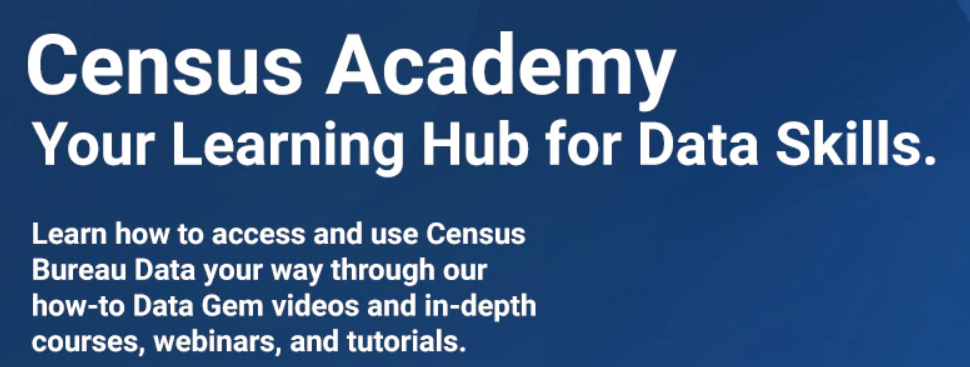 Census Academy
Your Learning Hub for Data Skills.
Learn how to access and use Census
Bureau Data your way through our
how-to Data Gem videos and in-depth
courses, webinars, and tutorials.